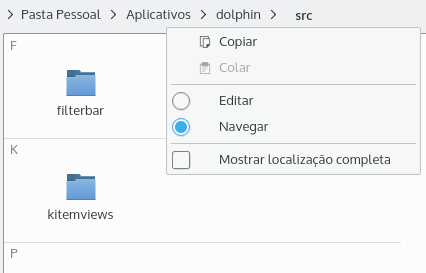 Pasta Pessoal Aplicativos dolphin src
F
Copiar
Colar
filterbar
Editar
Navegar
K
Mostrar localização completa
kitemviews
P